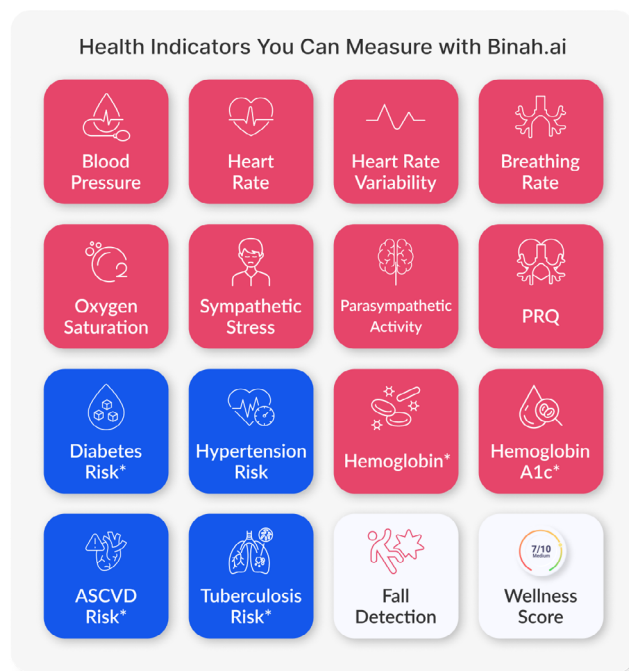 Health Indicators You Can Measure with Binah.ai
Blood
Pressure
Heart
Rate
Heart Rate
Variability
Breathing
Rate
O2
Oxygen
Saturation
Sympathetic
Stress
Parasympathetic
Activity
PRQ
Diabetes
Risk*
Hypertension
Risk
Hemoglobin*
Hemoglobin
A1c*
ASCVD
Risk*
Tuberculosis
Risk*
Fall
Detection
7/10
Medium
Wellness
Score